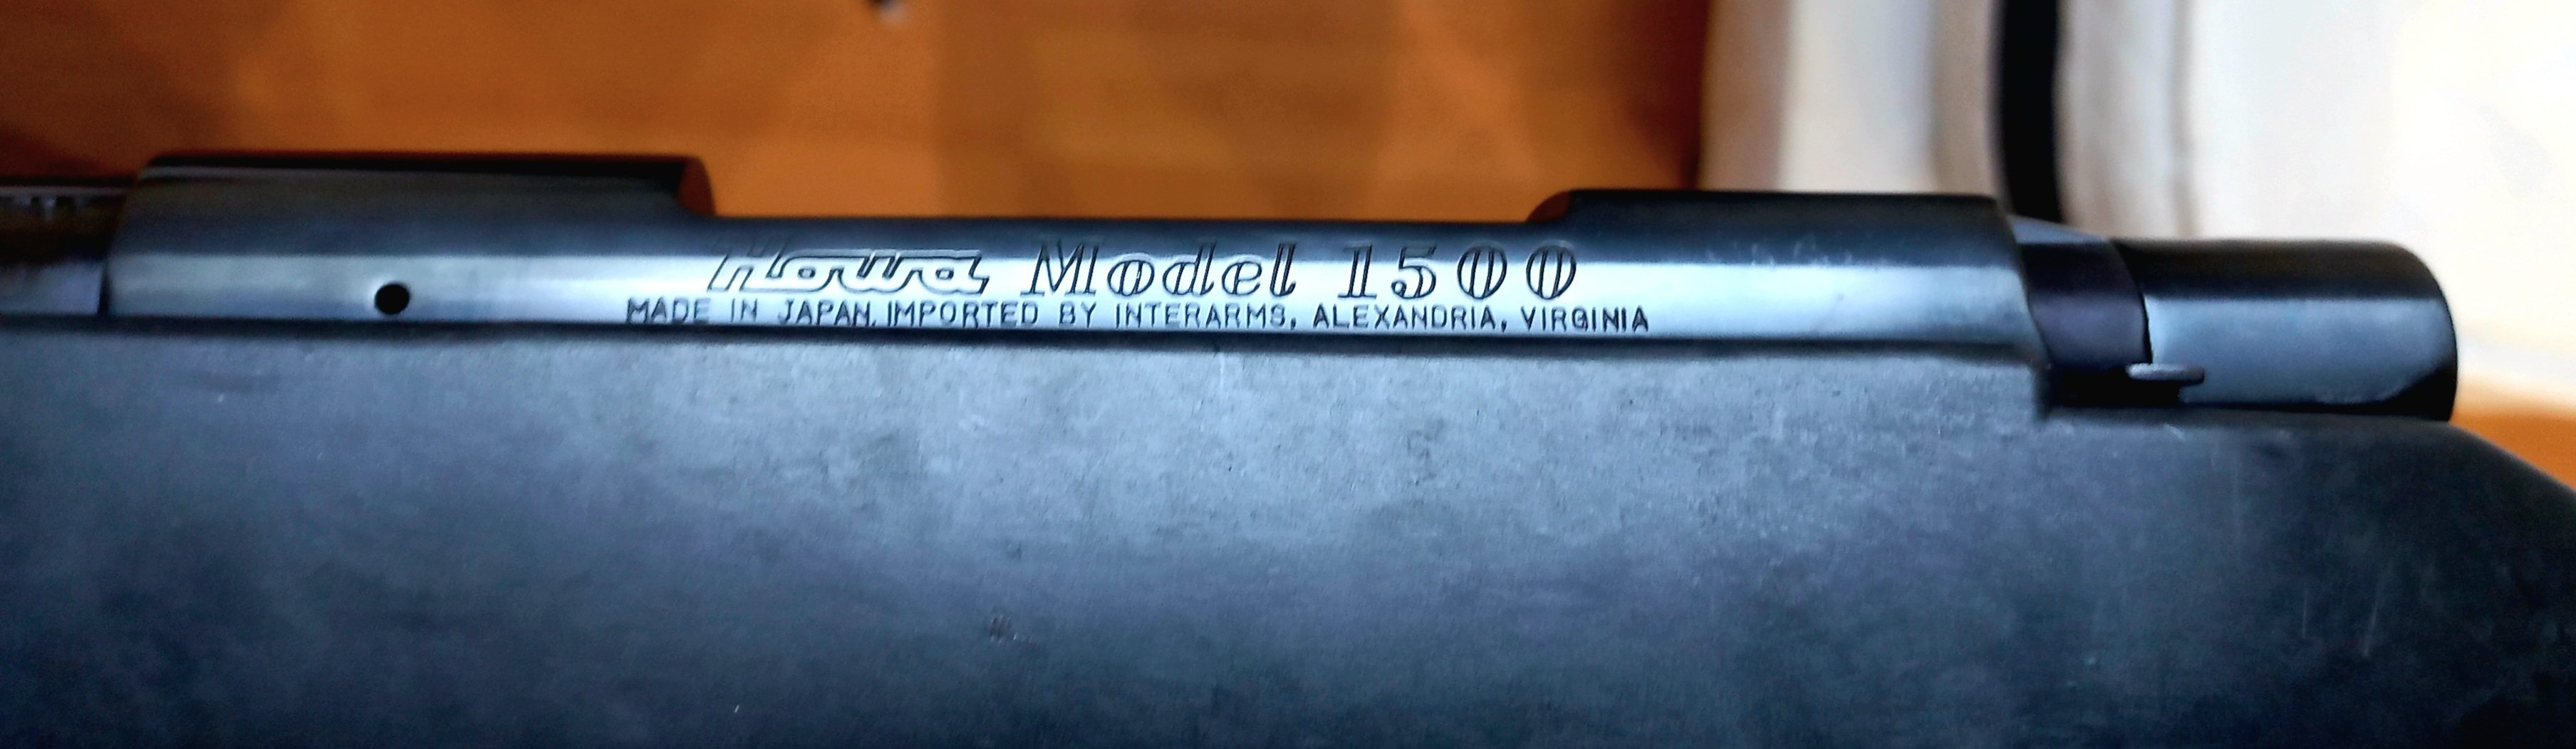 Howa Model 1500
MADE IN JAPAN. IMPORTED BY INTERARMS, ALEXANDRIA, VIRGINIA